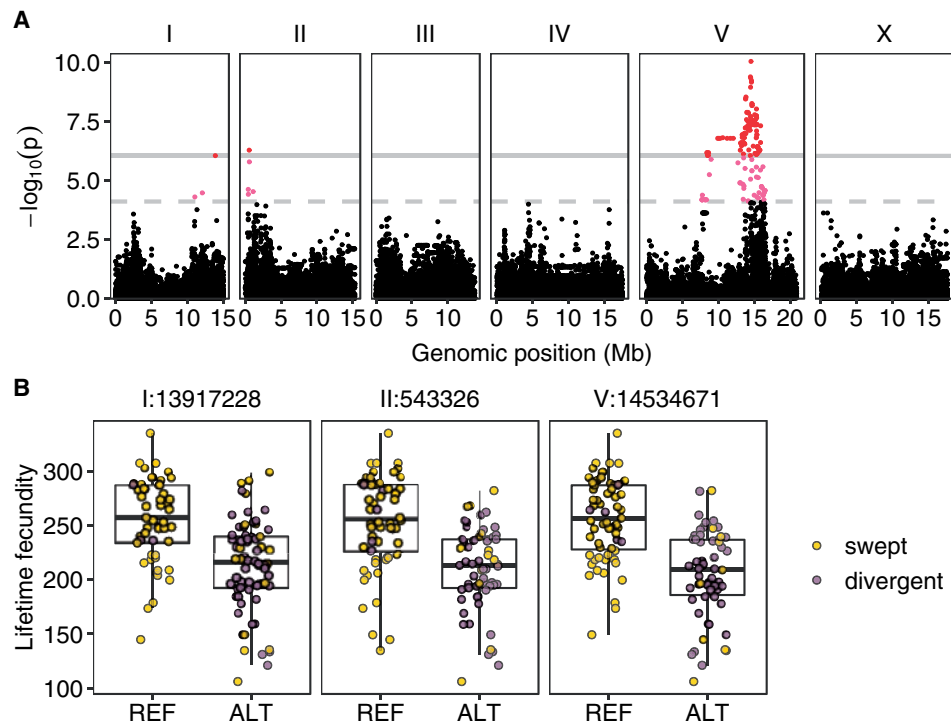 A
I II III IV V X
10.0
7.5
5.0
2.5
0.0
−log10(p)
0 5 10 15 0 5 10 15 0 5 10 0 5 10 15 0 5 10 15 20 0 5 10 15
Genomic position (Mb)
B
I:13917228 II:543326 V:14534671
300
250
200
150
100
Lifetime fecundity
swept
divergent
REF ALT REF ALT REF ALT